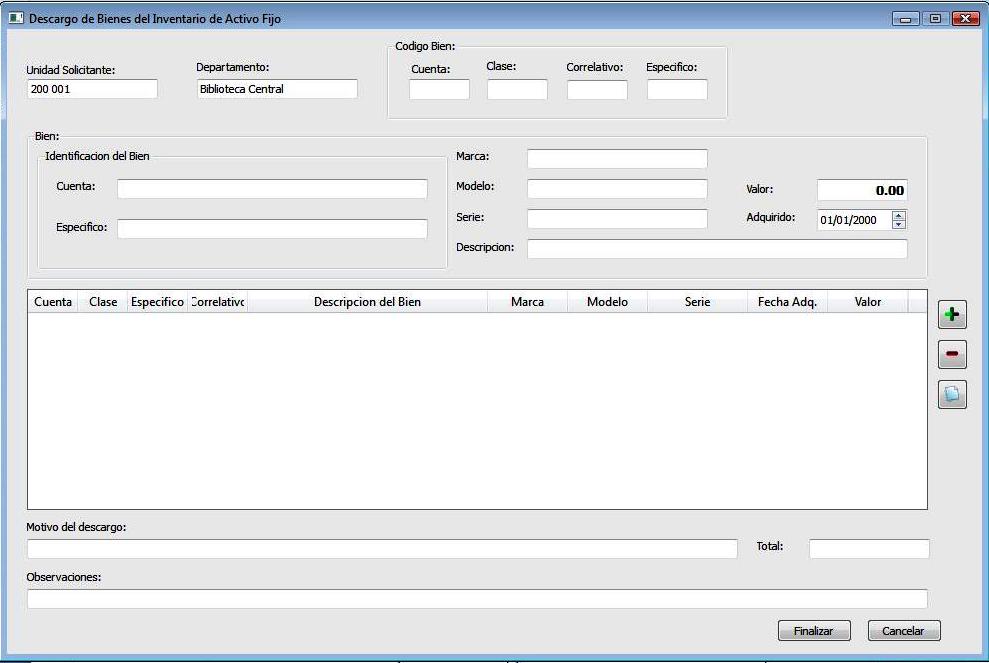 Descargo de Bienes del Inventario de Activo Fijo
Codigo Bien:
Unidad Solicitante:
Departamento:
Cuenta:
Clase:
Correlativo:
Especifico:
200 001
Biblioteca Central
Bien:
Identificacion del Bien
Cuenta:
Especifico:
Marca:
Modelo:
Serie:
Descripcion:
Valor:
0.00
Adquirido:
01/01/2000
Cuenta Clase Especifico Correlativo Descripcion del Bien Marca Modelo Serie Fecha Adq. Valor
Motivo del descargo:
Total:
Observaciones:
Finalizar
Cancelar